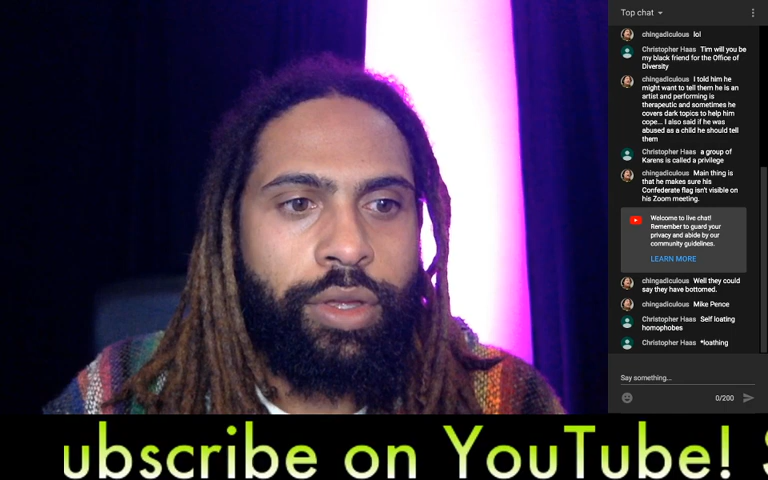 Top chat
chingadiculous lol
Christopher Haas Tim will you be
my black friend for the Office of
Diversity
chingadiculous I told him he
might want to tell them he is an
artist and performing is
therapeutic and sometimes he
covers dark topics to help him
cope... I also said if he was
abused as a child he should tell
them
Christopher Haas a group of
Karens is called a privilege
chingadiculous Main thing is
that he makes sure his
Confederate flag isn't visible on
his Zoom meeting.
Welcome to live chat!
Remember to guard your
privacy and abide by our
community guidelines.
LEARN MORE
chingadiculous Well they could
say they have bottomed.
chingadiculous Mike Pence
Christopher Haas Self loating
homophobes
Christopher Haas *loathing
Say something...
0/200
ubscribe on YouTube! S